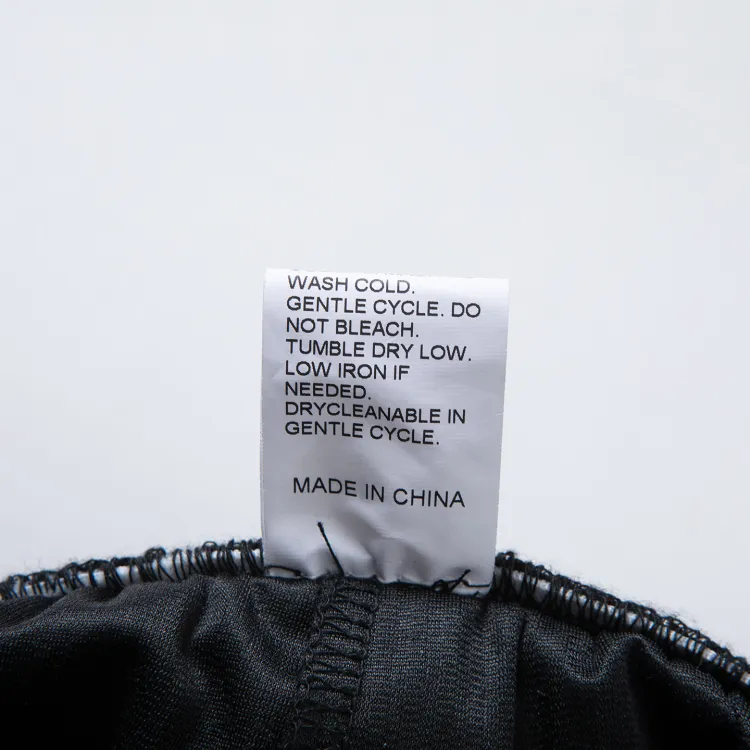 WASH COLD.
GENTLE CYCLE. DO
NOT BLEACH.
TUMBLE DRY LOW.
LOW IRON IF
NEEDED.
DRYCLEANABLE IN
GENTLE CYCLE.
MADE IN CHINA